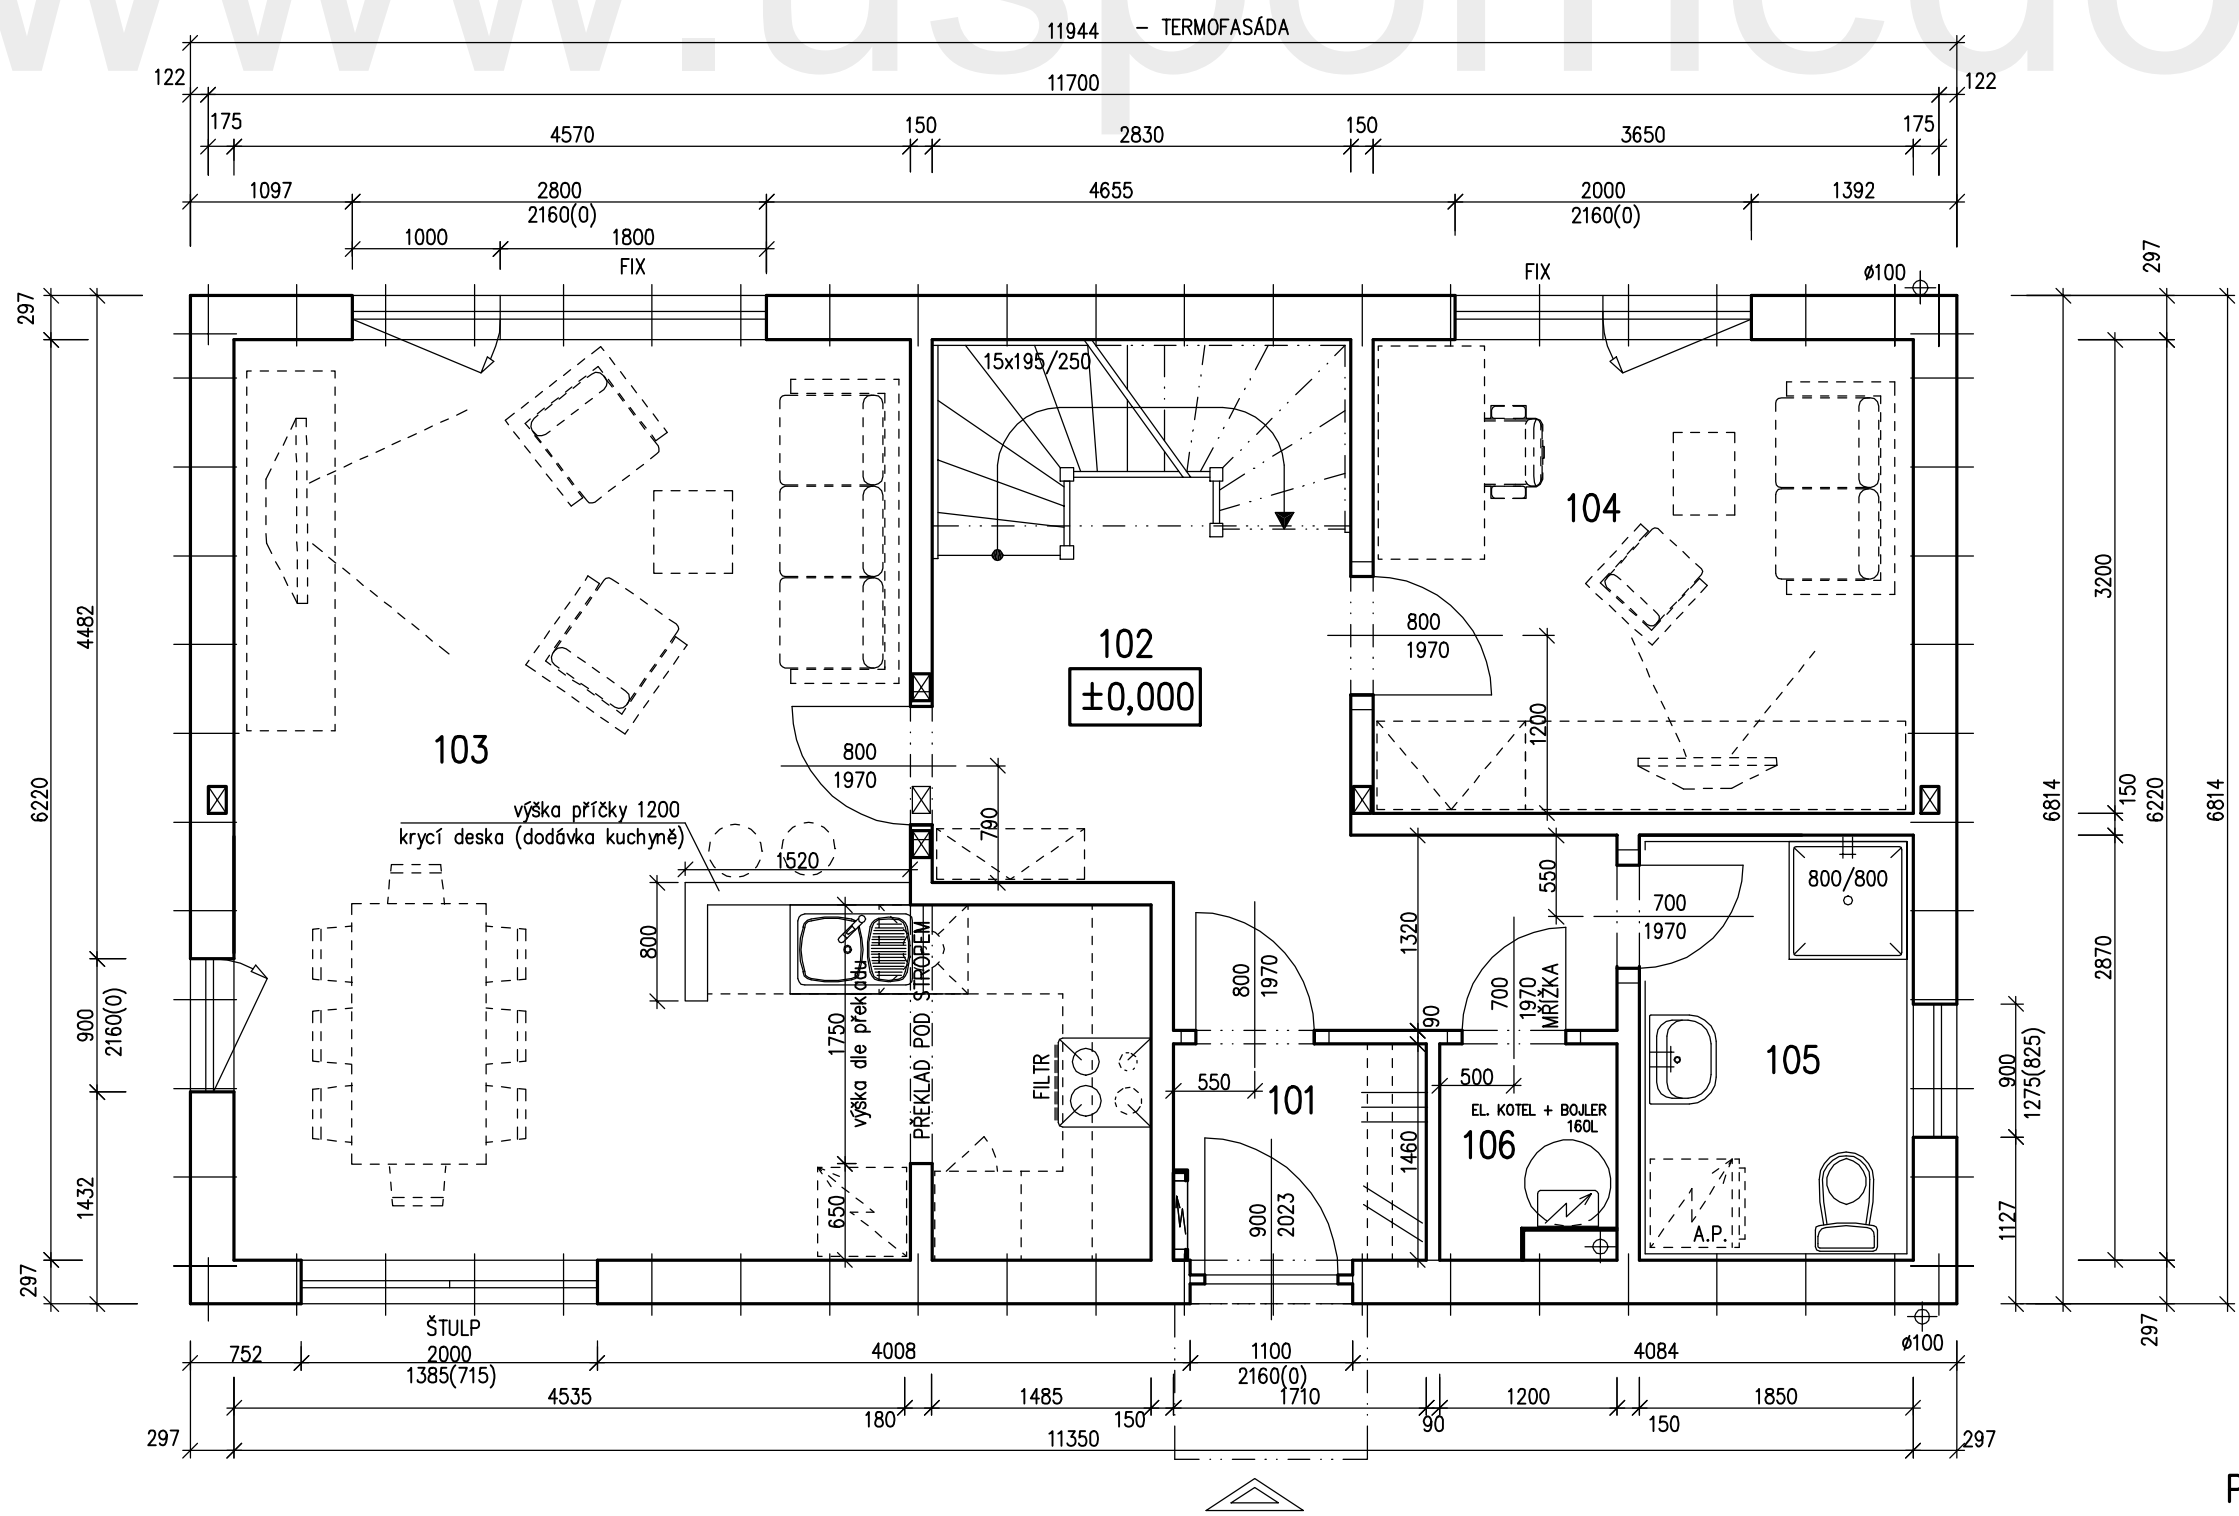 www.uspornedo
11944 – TERMOFASÁDA
122 11700 122
175 4570 150 2830 150 3650 175
1097 2800 4655 2000 1392
2160(0) 2160(0)
1000 1800
FIX FIX ø100
297 297
15x195/250
104
4482 3200
800
1970
102
±0,000
1200
103
800
1970
6220 6814 150 6220 6814
790
výška příčky 1200
krycí deska (dodávka kuchyně)
1520
550
800/800
700
1970
800
1320
2870
800
1970
700
1970
MŘÍŽKA
900
2160(0)
1750
výška dle překladu
PŘEKLAD POD STROPEM
FILTR
90
550
101
500
EL. KOTEL + BOJLER
160L
106
105
900
1275(825)
1460
1432
650
900
2023
A.P.
1127
297 297
ŠTULP
ø100
752 2000 4008 1100 4084
1385(715) 2160(0)
4535 1485 1710 1200 1850
180 150 90 150
297 11350 297
P